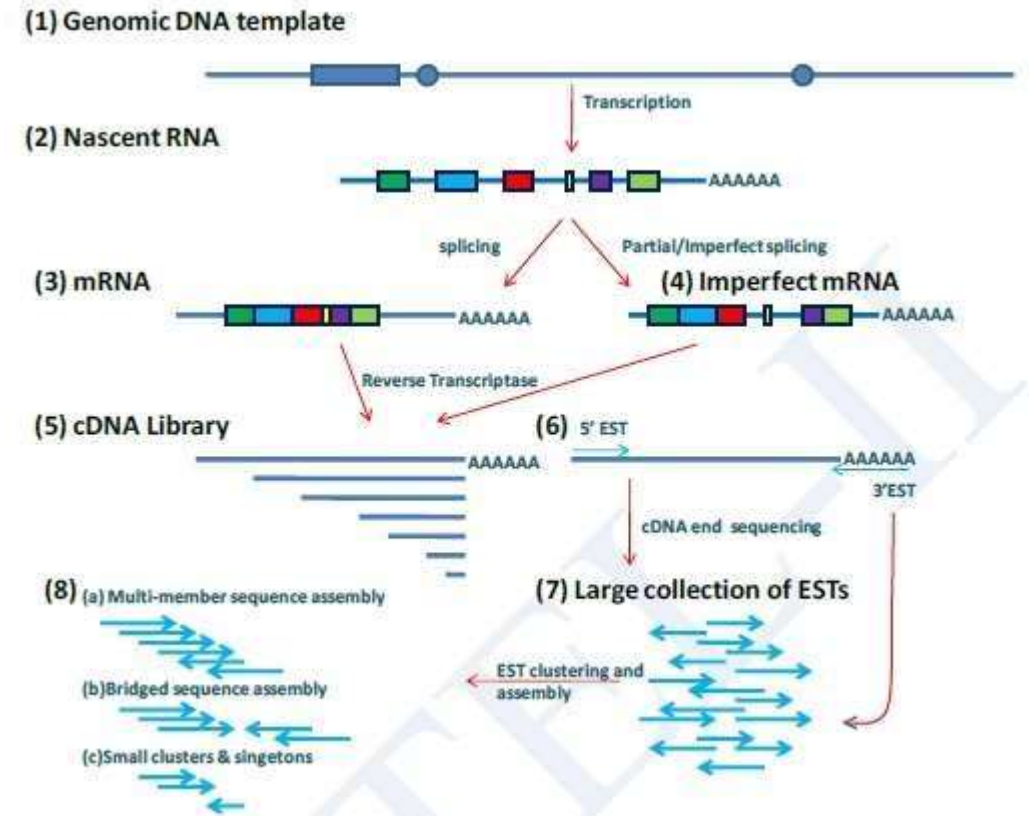 (1) Genomic DNA template
Transcription
(2) Nascent RNA
AAAAAA
splicing
Partial/Imperfect splicing
(3) mRNA
(4) Imperfect mRNA
AAAAAA
AAAAAA
Reverse Transcriptase
(5) cDNA Library
(6) 5' EST
AAAAAA
AAAAAA
3'EST
cDNA end sequencing
(8) (a) Multi-member sequence assembly
(7) Large collection of ESTs
EST clustering and
assembly
(b)Bridged sequence assembly
(c)Small clusters & singetons